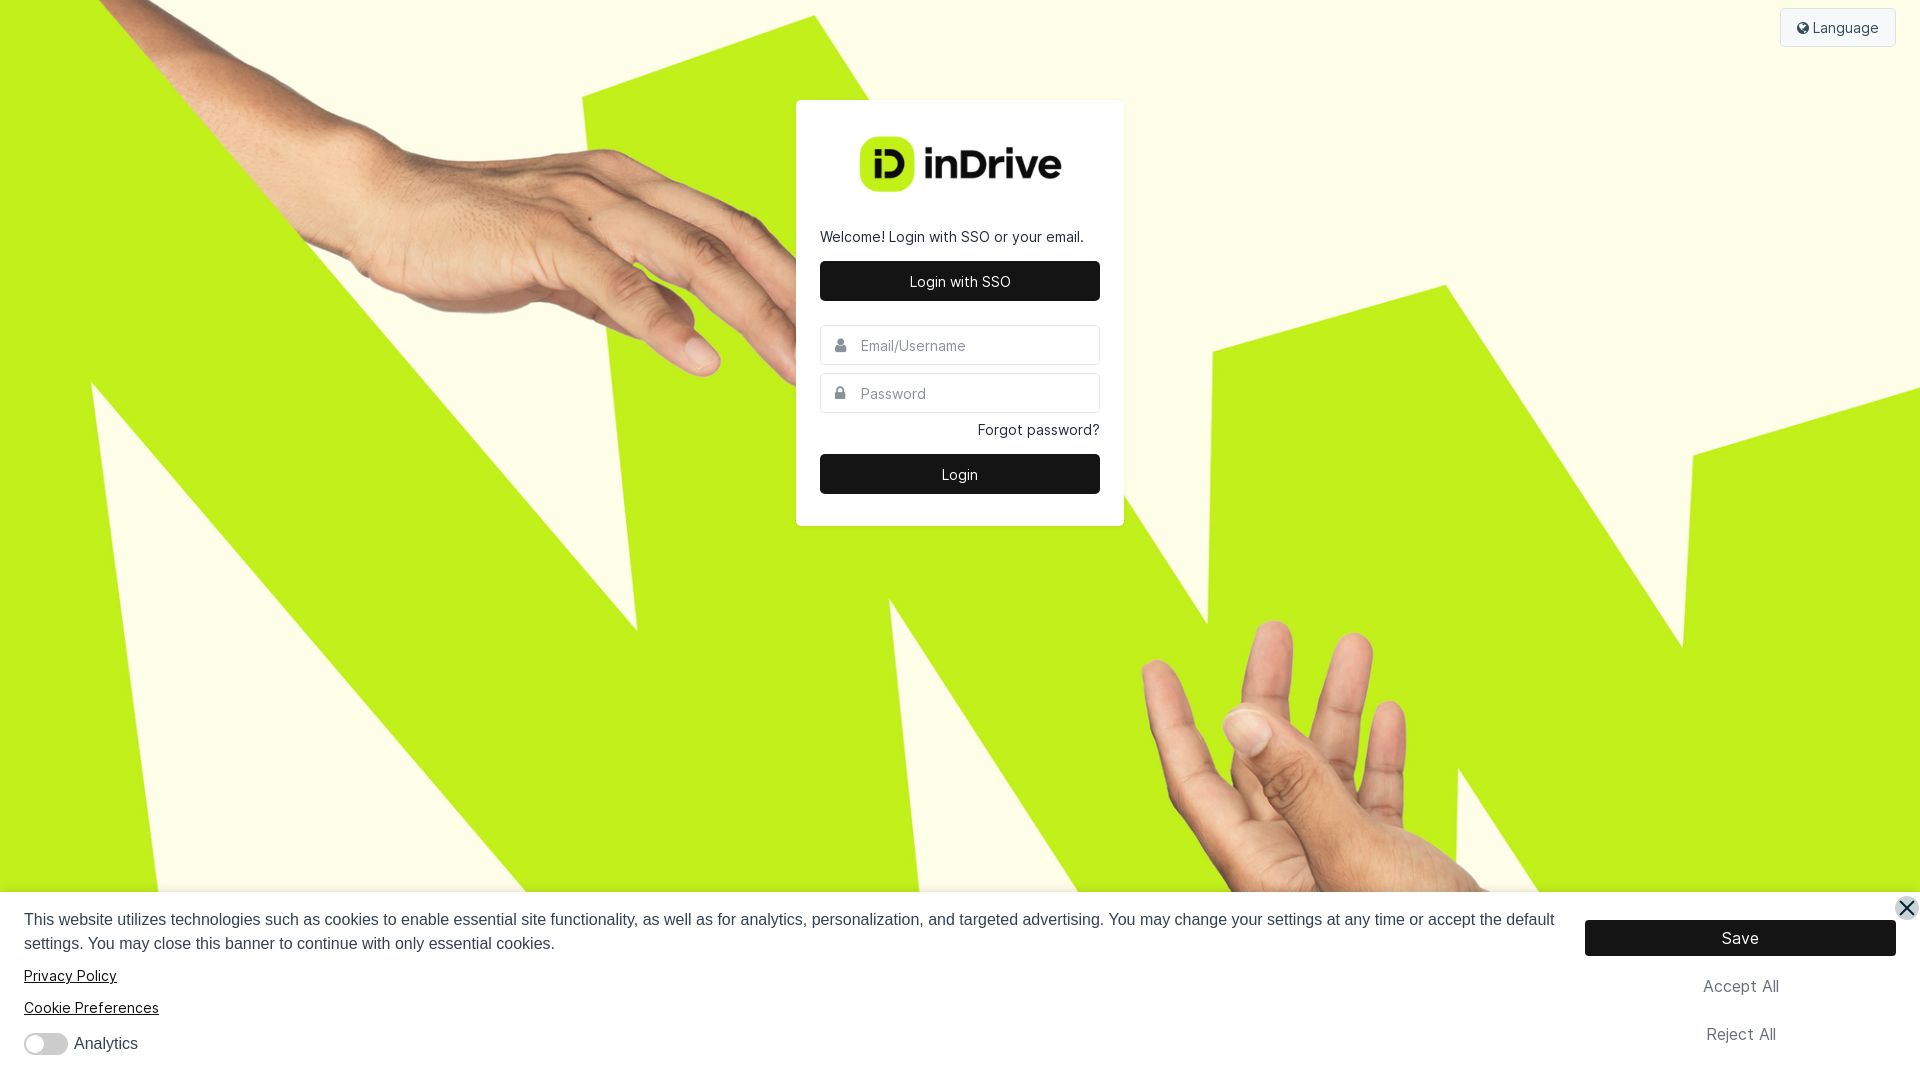 Language
iD inDrive
Welcome! Login with SSO or your email.
Login with SSO
Email/Username
Password
Forgot password?
Login
This website utilizes technologies such as cookies to enable essential site functionality, as well as for analytics, personalization, and targeted advertising. You may change your settings at any time or accept the default
settings. You may close this banner to continue with only essential cookies.
Privacy Policy
Cookie Preferences
Analytics
Save
Accept All
Reject All